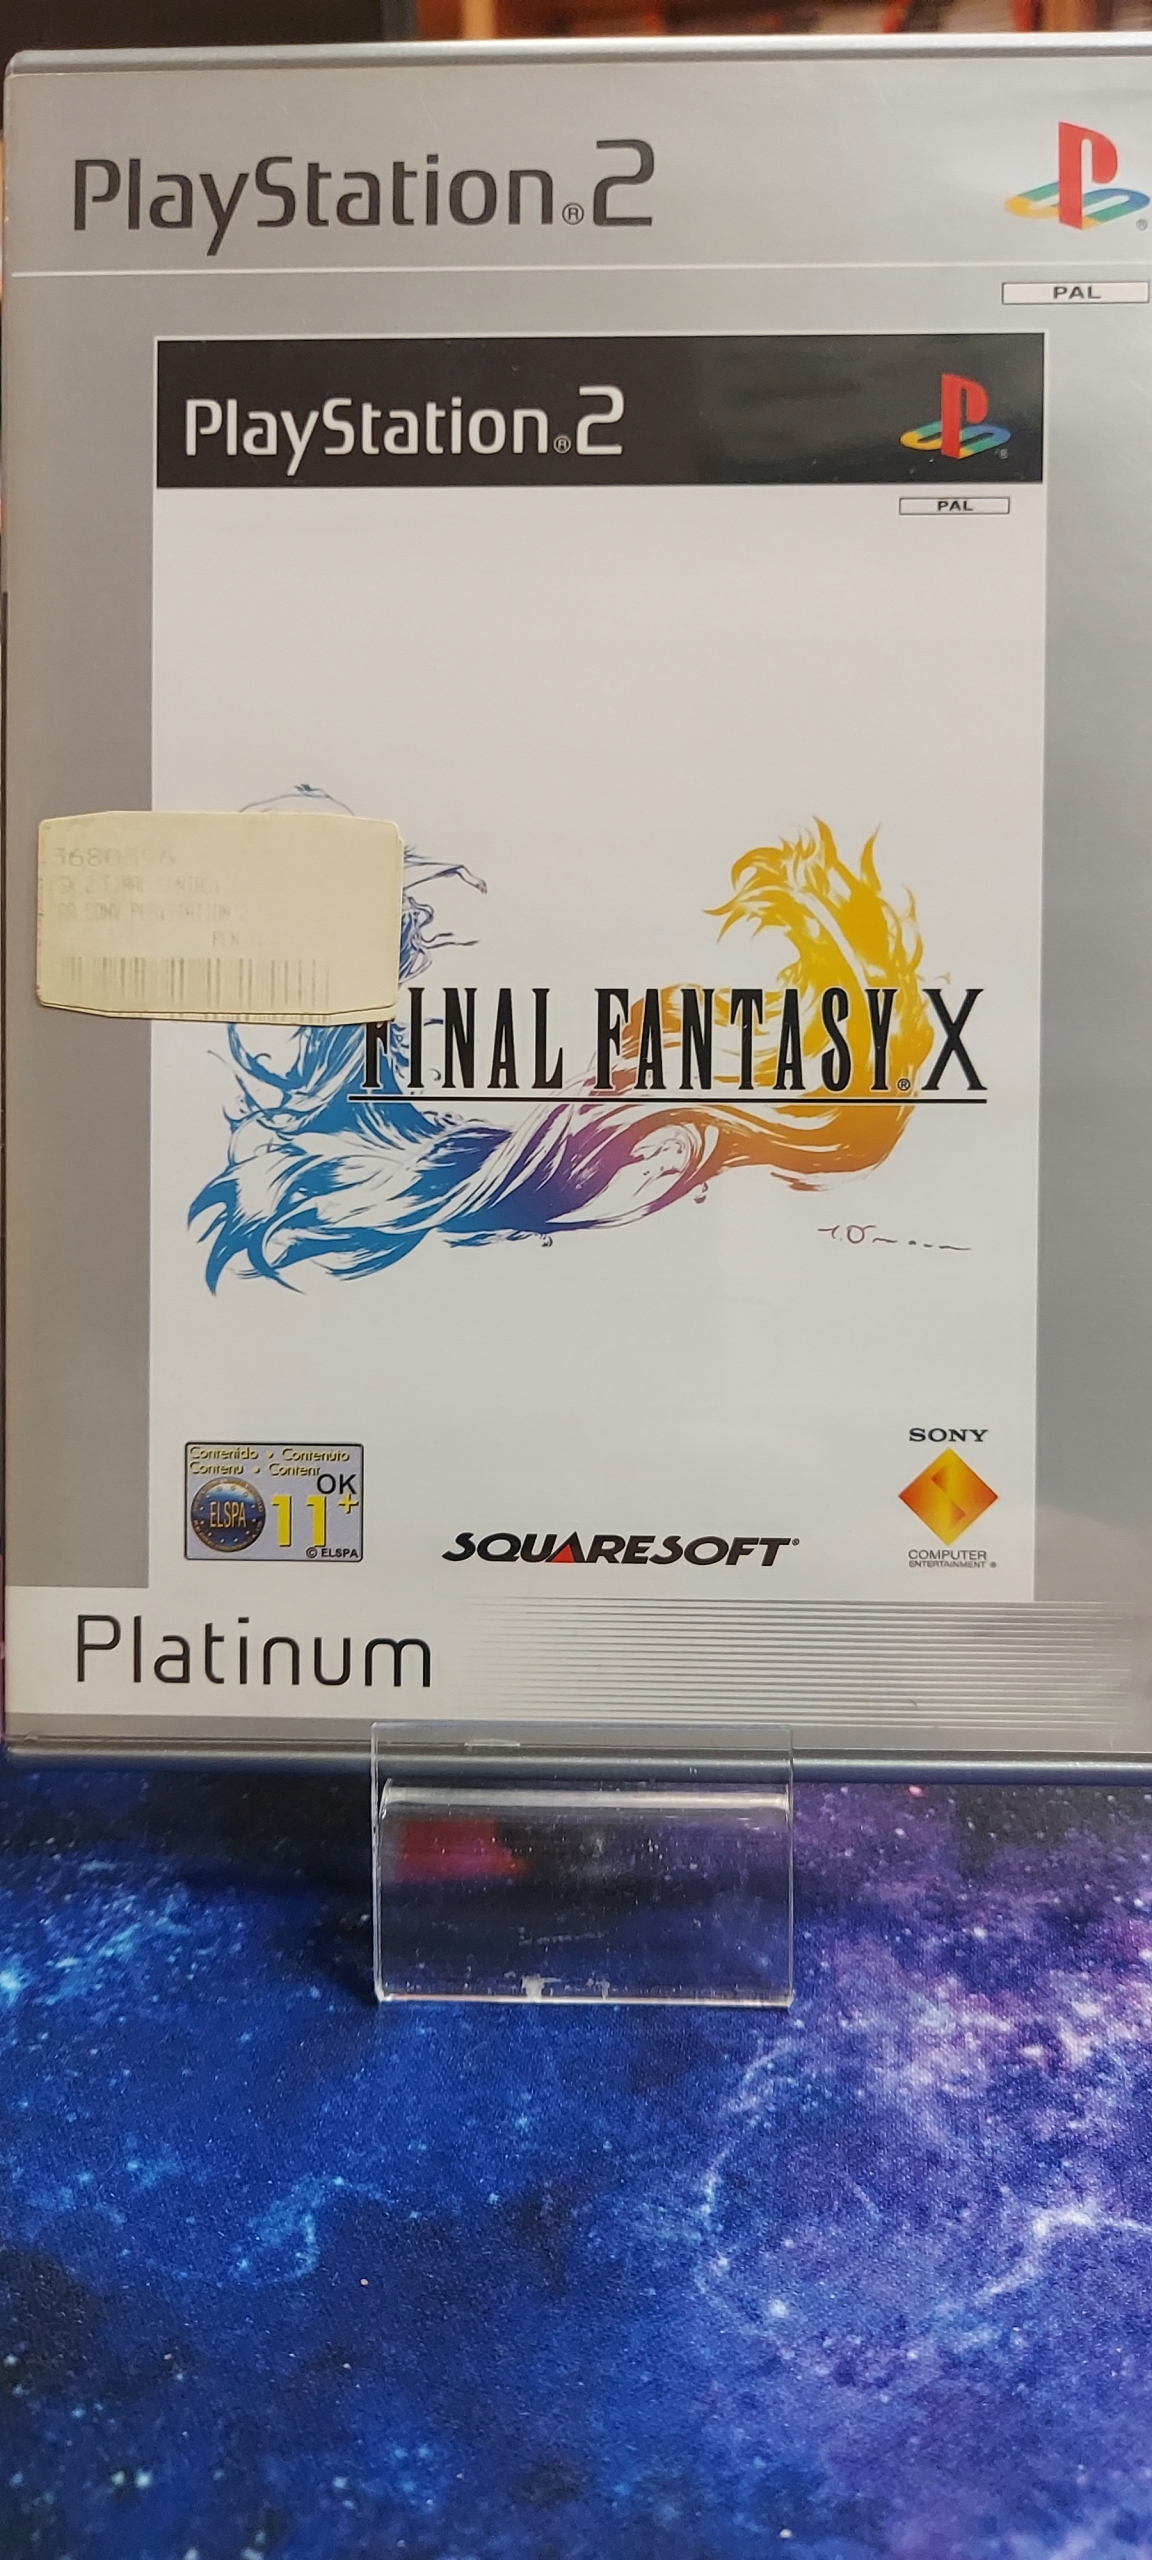 PlayStation®2
PAL
PlayStation®2
PAL
PLN
FINAL FANTASY® X
Contenido • Contenuto
Contenu • Content
OK
ELSPA
11+
© ELSPA
SQUARESOFT®
SONY
COMPUTER
ENTERTAINMENT®
Platinum